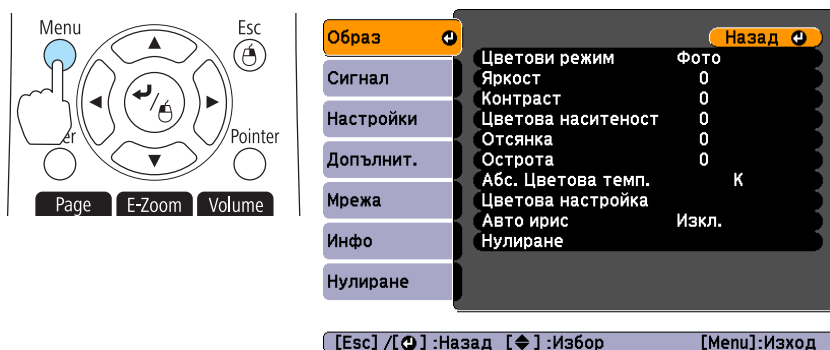 Menu
Esc
er
Pointer
Page
E-Zoom
Volume
Образ
Сигнал
Настройки
Допълнит.
Мрежа
Инфо
Нулиране
Назад
Цветови режим Фото
Яркост 0
Контраст 0
Цветова наситеност 0
Отсянка 0
Острота 0
Абс. Цветова темп. K
Цветова настройка
Авто ирис Изкл.
Нулиране
[Esc] /[ ] :Назад [ ] :Избор [Menu]:Изход